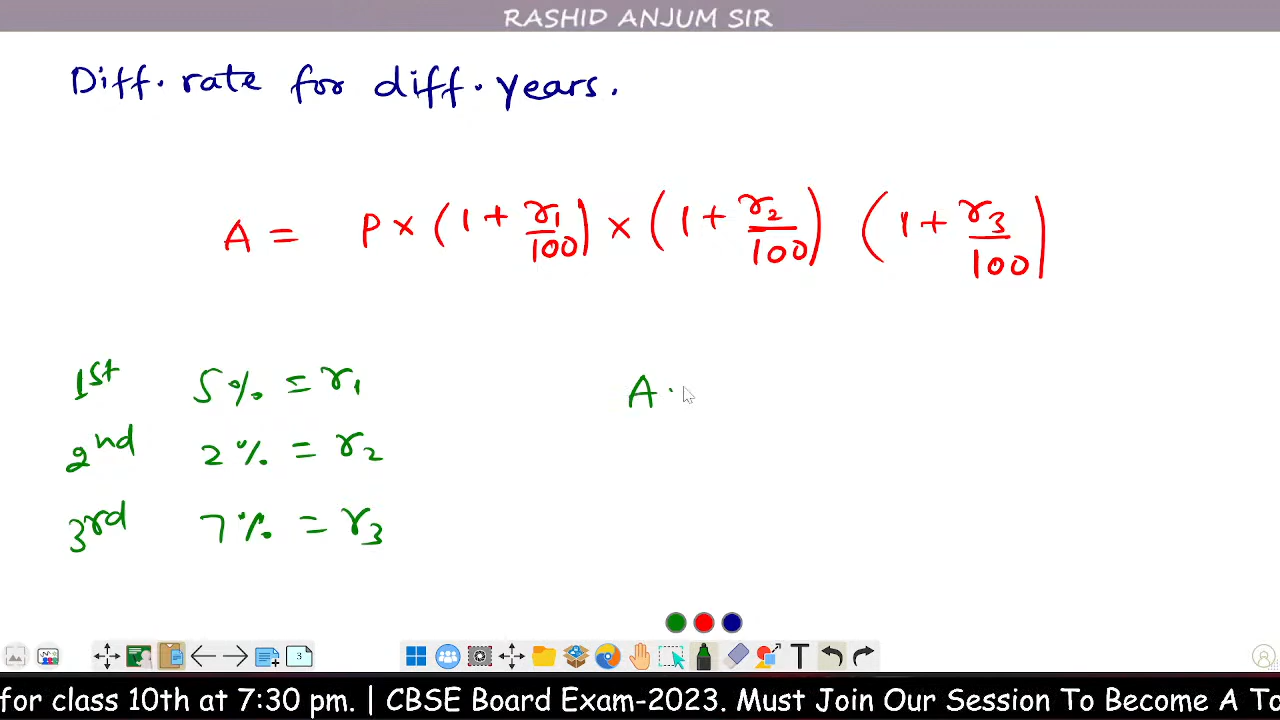 RASHID ANJUM SIR
Diff. rate for diff. years.
A = P × (1 + r1/100) × (1 + r2/100) (1 + r3/100)
1st 5% = r1
A
2nd 2% = r2
3rd 7% = r3
3
for class 10th at 7:30 pm. | CBSE Board Exam-2023. Must Join Our Session To Become A To